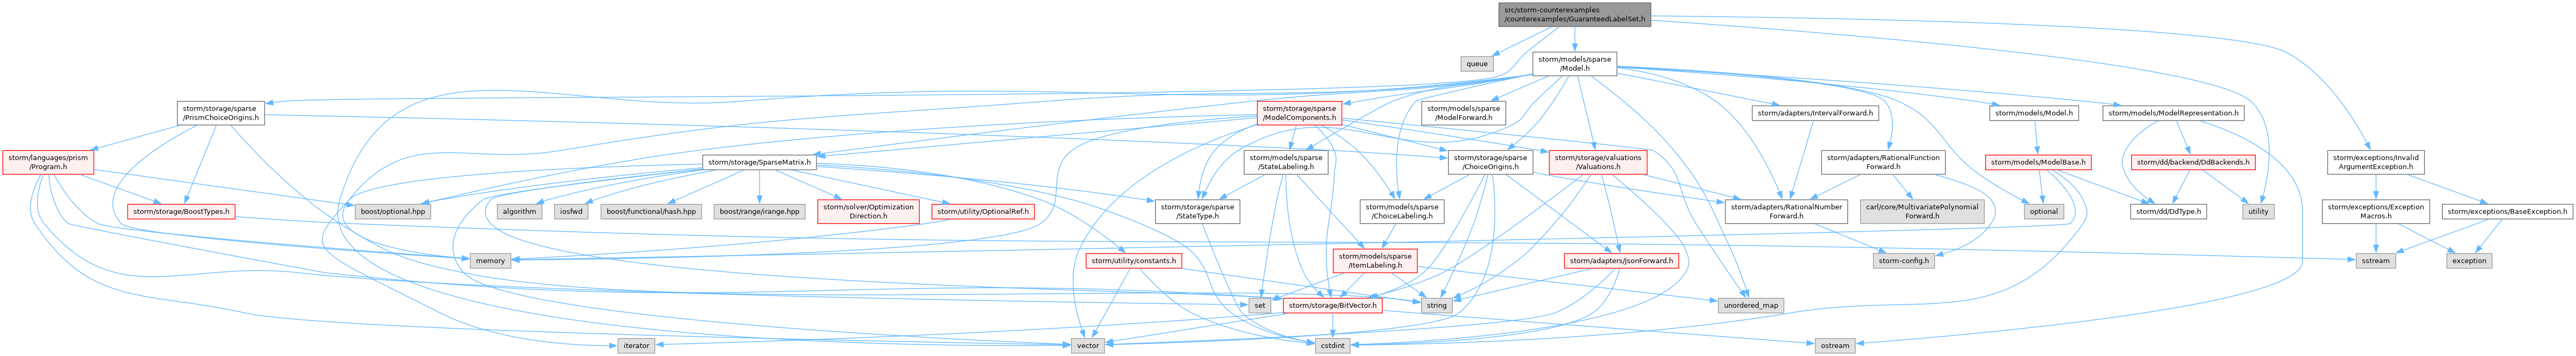 src/storm-counterexamples
/counterexamples/GuaranteedLabelSet.h
queue
storm/models/sparse
/Model.h
storm/storage/sparse
/PrismChoiceOrigins.h
storm/storage/sparse
/ModelComponents.h
storm/models/sparse
/ModelForward.h
storm/adapters/IntervalForward.h
storm/models/Model.h
storm/models/ModelRepresentation.h
storm/languages/prism
/Program.h
storm/storage/SparseMatrix.h
storm/models/sparse
/StateLabeling.h
storm/storage/sparse
/ChoiceOrigins.h
storm/storage/valuations
/Valuations.h
storm/adapters/RationalFunction
Forward.h
storm/models/ModelBase.h
storm/dd/backend/DdBackends.h
storm/exceptions/Invalid
ArgumentException.h
storm/storage/BoostTypes.h
boost/optional.hpp
algorithm
iosfwd
boost/functional/hash.hpp
boost/range/irange.hpp
storm/solver/Optimization
Direction.h
storm/utility/OptionalRef.h
storm/storage/sparse
/StateType.h
storm/models/sparse
/ChoiceLabeling.h
storm/adapters/RationalNumber
Forward.h
carl/core/MultivariatePolynomial
Forward.h
optional
storm/dd/DdType.h
utility
storm/exceptions/Exception
Macros.h
storm/exceptions/BaseException.h
memory
storm/utility/constants.h
storm/models/sparse
/ItemLabeling.h
storm/adapters/JsonForward.h
storm-config.h
sstream
exception
set
storm/storage/BitVector.h
string
unordered_map
iterator
vector
cstdint
ostream